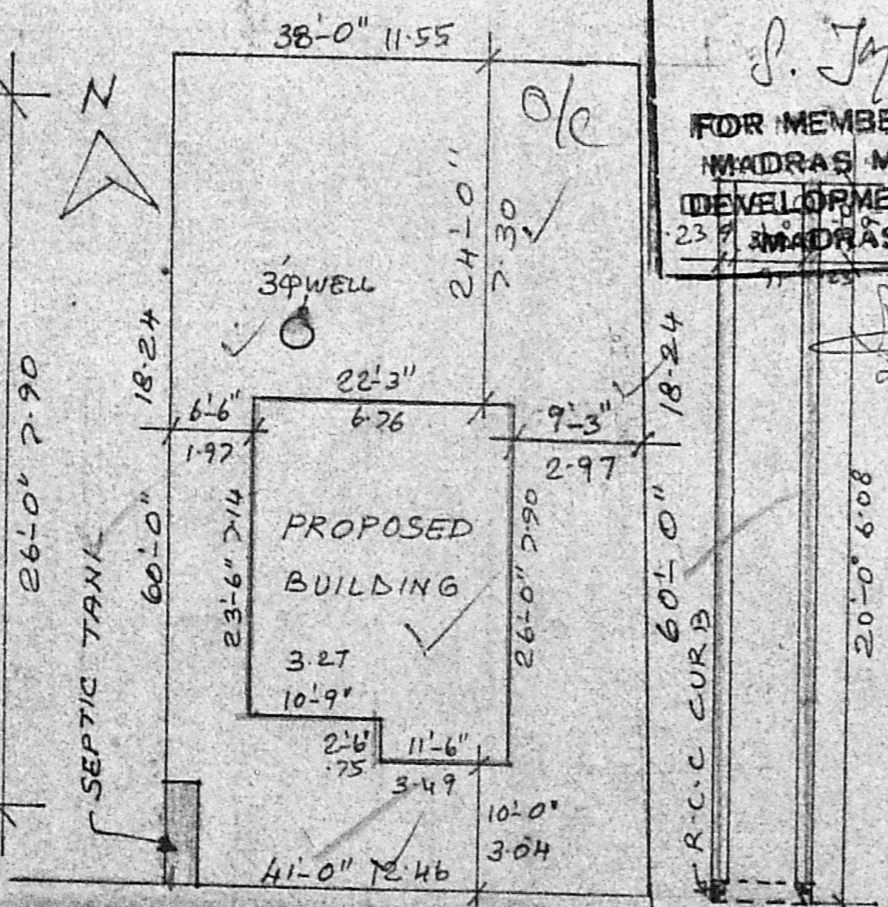 38'-0" 11.55
N
O/C
S.
FOR MEMBE
MADRAS M
DEVELOPME
MADRAS
.23
24'-0"
7.30
3'Φ WELL
18.24
18.24
26'-0" 7.90
22'-3"
6.76
6'-6"
1.97
9'-3"
2.97
60'-0"
23'-6" 7.14
PROPOSED
BUILDING
26'-0" 7.90
60'-0"
20'-0" 6.08
SEPTIC TANK
3.27
10'-9"
2'-6"
.75
11'-6"
3.49
R.C.C CURB
10'-0"
3.04
41'-0" 12.46